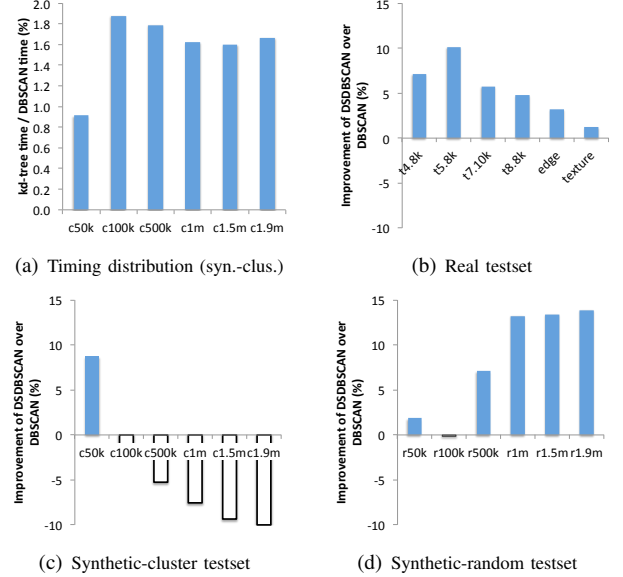 kd-tree time / DBSCAN time (%)
2.0
1.8
1.6
1.4
1.2
1.0
0.8
0.6
0.4
0.2
0.0
c50k c100k c500k c1m c1.5m c1.9m
(a) Timing distribution (syn.-clus.)
Improvement of DSDBSCAN over
DBSCAN (%)
15
10
5
0
-5
-10
t4.8k t5.8k t7.10k t8.8k edge texture
(b) Real testset
Improvement of DSDBSCAN over
DBSCAN (%)
15
10
5
0
-5
-10
c50k c100k c500k c1m c1.5m c1.9m
(c) Synthetic-cluster testset
Improvement of DSDBSCAN over
DBSCAN (%)
15
10
5
0
-5
-10
r50k r100k r500k r1m r1.5m r1.9m
(d) Synthetic-random testset